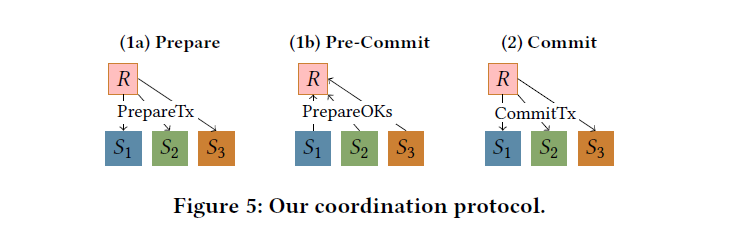 (1a) Prepare (1b) Pre-Commit (2) Commit
R R R
PrepareTx PrepareOKs CommitTx
S1 S2 S3 S1 S2 S3 S1 S2 S3
Figure 5: Our coordination protocol.